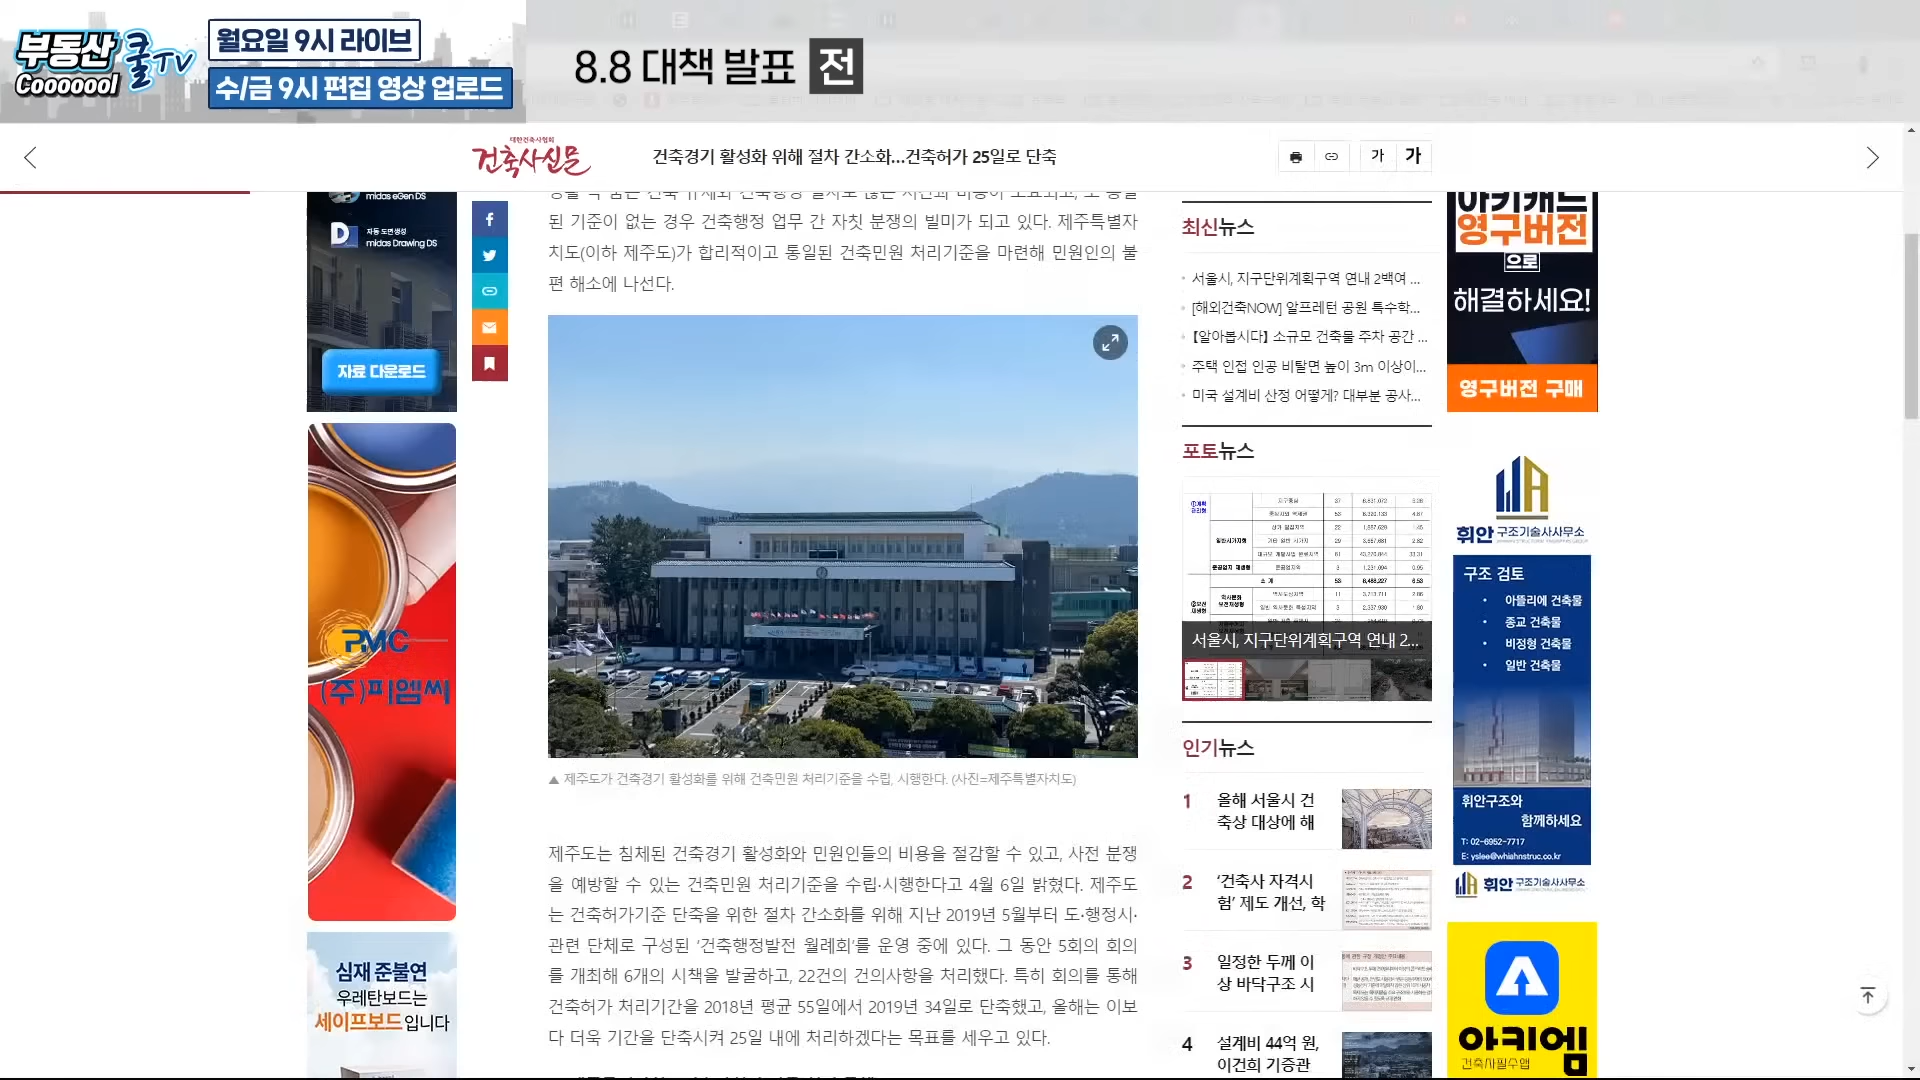 부동산
Cooooool
쿨TV
월요일 9시 라이브
수/금 9시 편집 영상 업로드
8.8 대책 발표 전
대한건축사협회
건축사신문
건축경기 활성화 위해 절차 간소화...건축허가 25일로 단축
가 가
midas eGen DS
자동 도면생성
midas Drawing DS
자료 다운로드
PMC
(주)피엠씨
심재 준불연
우레탄보드는
세이프보드입니다
된 기준이 없는 경우 건축행정 업무 간 자칫 분쟁의 빌미가 되고 있다. 제주특별자
치도(이하 제주도)가 합리적이고 통일된 건축민원 처리기준을 마련해 민원인의 불
편 해소에 나선다.
▲ 제주도가 건축경기 활성화를 위해 건축민원 처리기준을 수립, 시행한다. (사진=제주특별자치도)
제주도는 침체된 건축경기 활성화와 민원인들의 비용을 절감할 수 있고, 사전 분쟁
을 예방할 수 있는 건축민원 처리기준을 수립·시행한다고 4월 6일 밝혔다. 제주도
는 건축허가기준 단축을 위한 절차 간소화를 위해 지난 2019년 5월부터 도·행정시·
관련 단체로 구성된 ‘건축행정발전 월례회’를 운영 중에 있다. 그 동안 5회의 회의
를 개최해 6개의 시책을 발굴하고, 22건의 건의사항을 처리했다. 특히 회의를 통해
건축허가 처리기간을 2018년 평균 55일에서 2019년 34일로 단축했고, 올해는 이보
다 더욱 기간을 단축시켜 25일 내에 처리하겠다는 목표를 세우고 있다.
최신뉴스
서울시, 지구단위계획구역 연내 2백여 ...
[해외건축NOW] 알프레턴 공원 특수학...
【알아봅시다】 소규모 건축물 주차 공간 ...
주택 인접 인공 비탈면 높이 3m 이상이...
미국 설계비 산정 어떻게? 대부분 공사...
포토뉴스
서울시, 지구단위계획구역 연내 2...
인기뉴스
1 올해 서울시 건
축상 대상에 해
2 ‘건축사 자격시
험’ 제도 개선, 학
3 일정한 두께 이
상 바닥구조 시
4 설계비 44억 원,
이건희 기증관
아키캐드
영구버전
으로
해결하세요!
영구버전 구매
휘안 구조기술사사무소
구조 검토
• 아뜰리에 건축물
• 종교 건축물
• 비정형 건축물
• 일반 건축물
휘안구조와
함께하세요
T: 02-6952-7717
E: yslee@whiahnstruc.co.kr
휘안 구조기술사사무소
아키엠
건축사필수앱